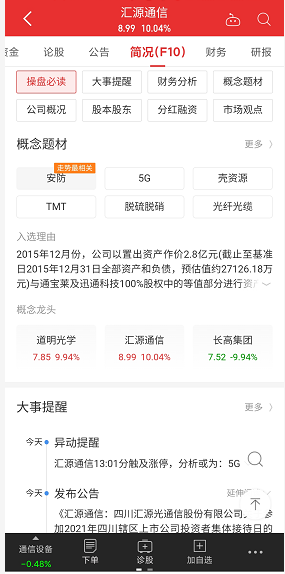 汇源通信
8.99 10.04%
资金 论股 公告 简况(F10) 财务 研报
操盘必读 大事提醒 财务分析 概念题材
公司概况 股本股东 分红融资 市场观点
概念题材 更多
走势最相关
安防 5G 壳资源
TMT 脱硫脱硝 光纤光缆
入选理由
2015年12月份，公司以置出资产作价2.8亿元(截止至基准
日2015年12月31日全部资产和负债，预估值约27126.18万
元)与通宝莱及迅通科技100%股权中的等值部分进行资产
概念龙头
道明光学 汇源通信 长高集团
7.85 9.94% 8.99 10.04% 7.52 -9.94%
大事提醒 更多
今天 异动提醒
汇源通信13:01分触及涨停，分析或为：5G
今天 发布公告
《汇源通信：四川汇源光通信股份有限公司关于参
加2021年四川辖区上市公司投资者集体接待日的
通信设备 下单 诊股 加自选
-0.48%